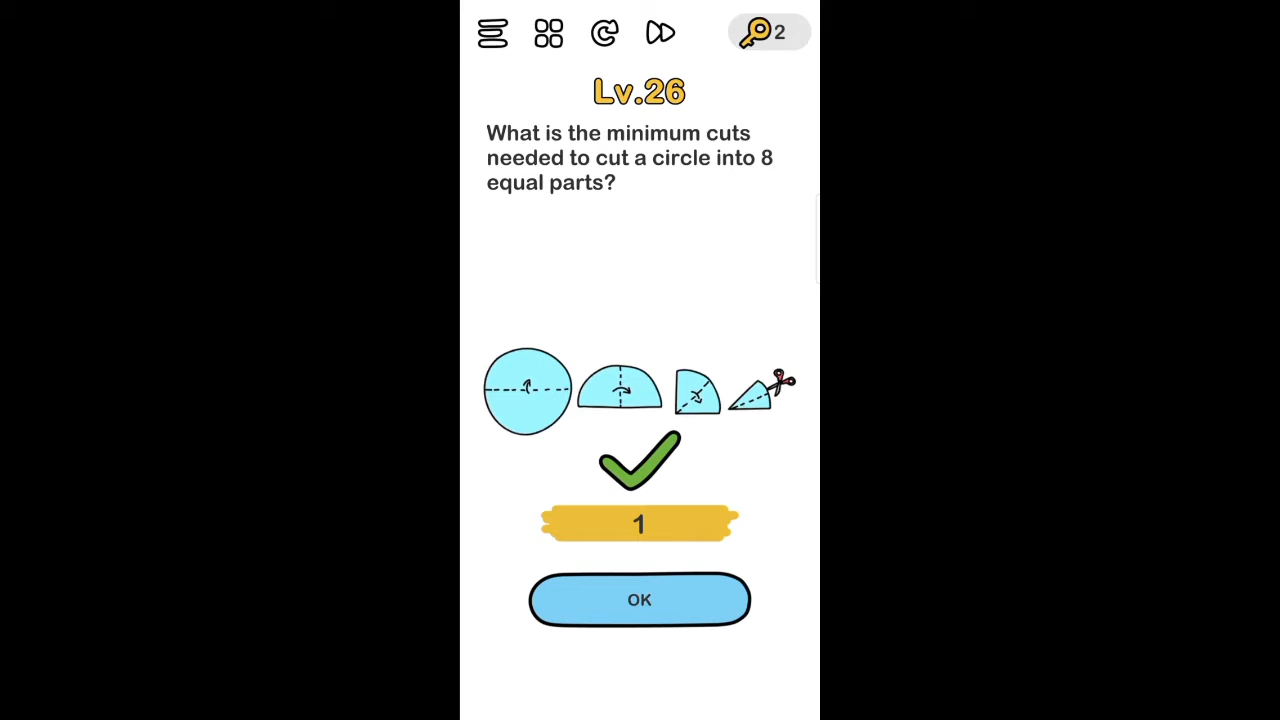 2
Lv.26
What is the minimum cuts
needed to cut a circle into 8
equal parts?
1
OK